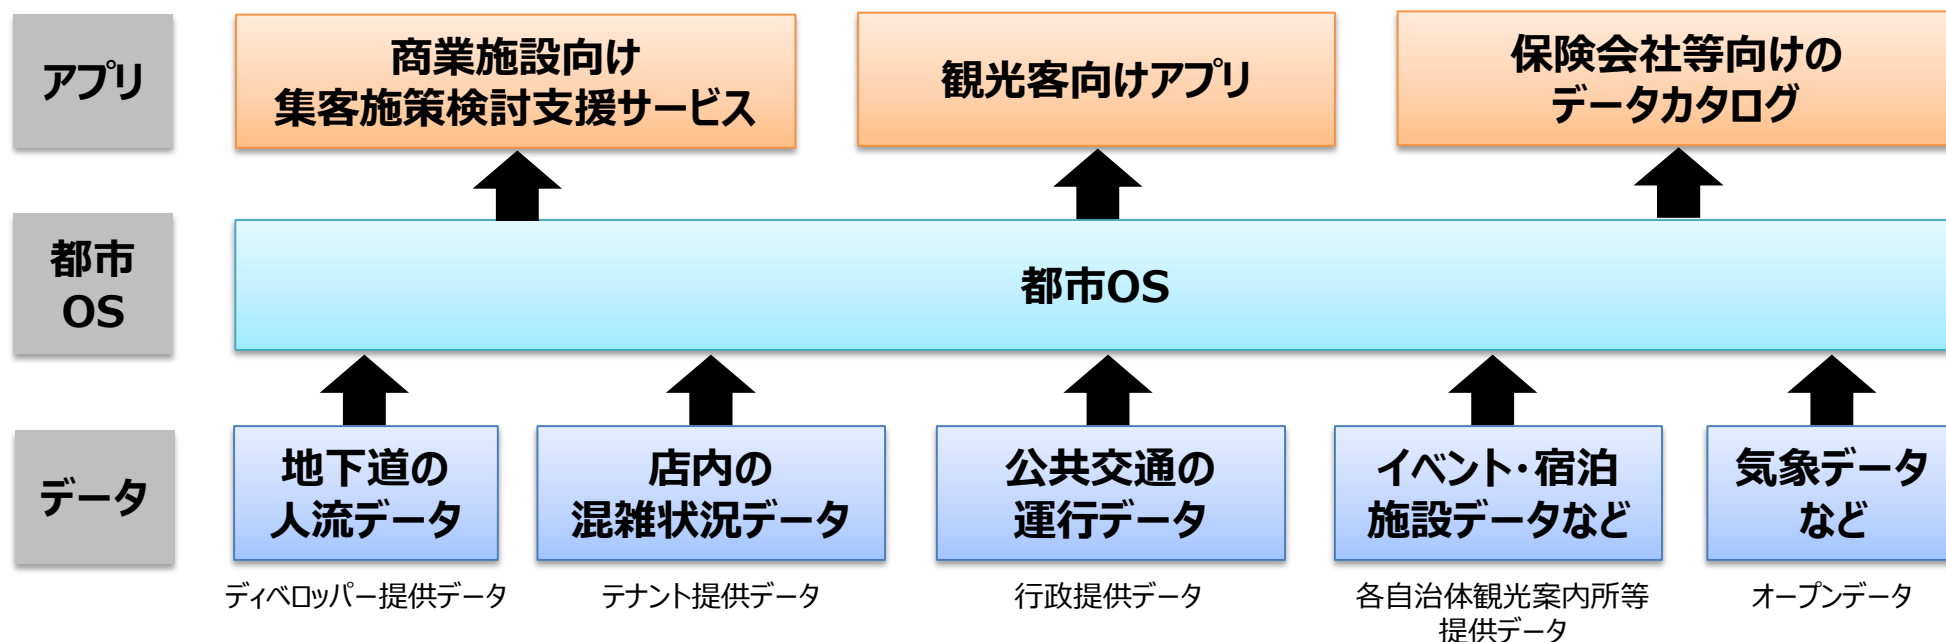 アプリ
商業施設向け
集客施策検討支援サービス
観光客向けアプリ
保険会社等向けの
データカタログ
都市
OS
都市OS
データ
地下道の
人流データ
店内の
混雑状況データ
公共交通の
運行データ
イベント・宿泊
施設データなど
気象データ
など
ディベロッパー提供データ
テナント提供データ
行政提供データ
各自治体観光案内所等
提供データ
オープンデータ